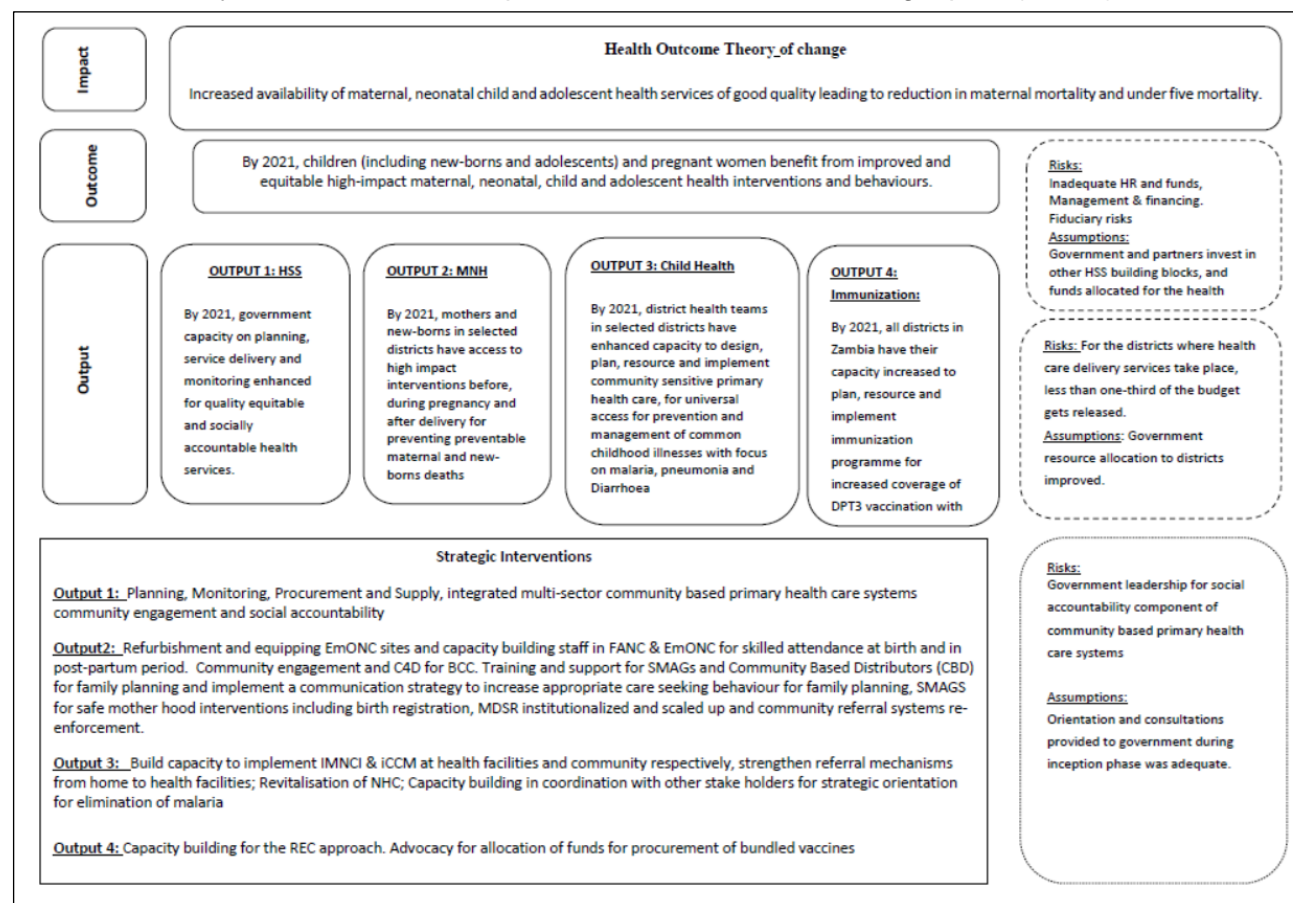 Impact
Health Outcome Theory_of change
Increased availability of maternal, neonatal child and adolescent health services of good quality leading to reduction in maternal mortality and under five mortality.
Outcome
By 2021, children (including new-borns and adolescents) and pregnant women benefit from improved and
equitable high-impact maternal, neonatal, child and adolescent health interventions and behaviours.
Risks:
Inadequate HR and funds,
Management & financing.
Fiduciary risks
Assumptions:
Government and partners invest in
other HSS building blocks, and
funds allocated for the health
Output
OUTPUT 1: HSS
By 2021, government
capacity on planning,
service delivery and
monitoring enhanced
for quality equitable
and socially
accountable health
services.
OUTPUT 2: MNH
By 2021, mothers and
new-borns in selected
districts have access to
high impact
interventions before,
during pregnancy and
after delivery for
preventing preventable
maternal and new-
borns deaths
OUTPUT 3: Child Health
By 2021, district health teams
in selected districts have
enhanced capacity to design,
plan, resource and implement
community sensitive primary
health care, for universal
access for prevention and
management of common
childhood illnesses with focus
on malaria, pneumonia and
Diarrhoea
OUTPUT 4:
Immunization:
By 2021, all districts in
Zambia have their
capacity increased to
plan, resource and
implement
immunization
programme for
increased coverage of
DPT3 vaccination with
Risks: For the districts where health
care delivery services take place,
less than one-third of the budget
gets released.
Assumptions: Government
resource allocation to districts
improved.
Strategic Interventions
Output 1: Planning, Monitoring, Procurement and Supply, integrated multi-sector community based primary health care systems
community engagement and social accountability
Output2: Refurbishment and equipping EmONC sites and capacity building staff in FANC & EmONC for skilled attendance at birth and in
post-partum period. Community engagement and C4D for BCC. Training and support for SMAGs and Community Based Distributors (CBD)
for family planning and implement a communication strategy to increase appropriate care seeking behaviour for family planning, SMAGS
for safe mother hood interventions including birth registration, MDSR institutionalized and scaled up and community referral systems re-
enforcement.
Output 3: Build capacity to implement IMNCI & iCCM at health facilities and community respectively, strengthen referral mechanisms
from home to health facilities; Revitalisation of NHC; Capacity building in coordination with other stake holders for strategic orientation
for elimination of malaria
Output 4: Capacity building for the REC approach. Advocacy for allocation of funds for procurement of bundled vaccines
Risks:
Government leadership for social
accountability component of
community based primary health
care systems
Assumptions:
Orientation and consultations
provided to government during
inception phase was adequate.